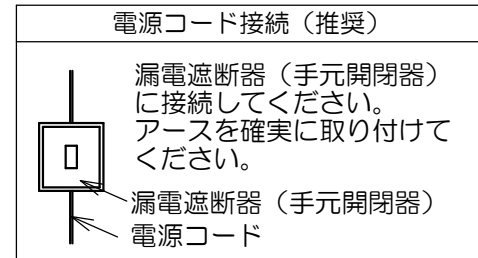 電源コード接続（推奨）
漏電遮断器（手元開閉器）
に接続してください。
アースを確実に取り付けて
ください。
漏電遮断器（手元開閉器）
電源コード